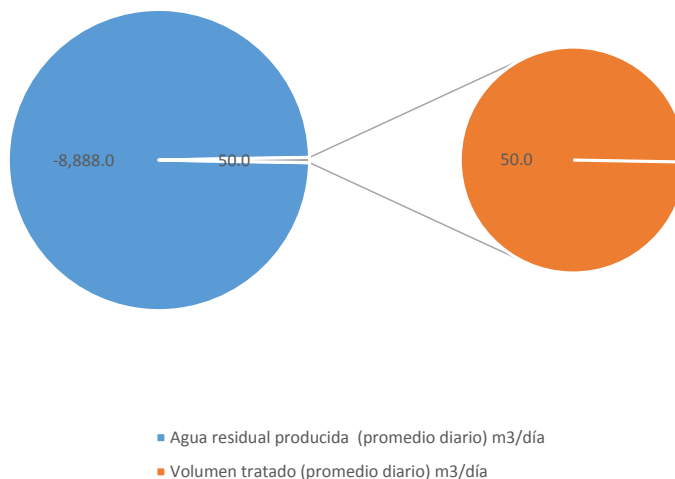 -8,888.0
50.0
50.0
Agua residual producida (promedio diario) m3/día
Volumen tratado (promedio diario) m3/día